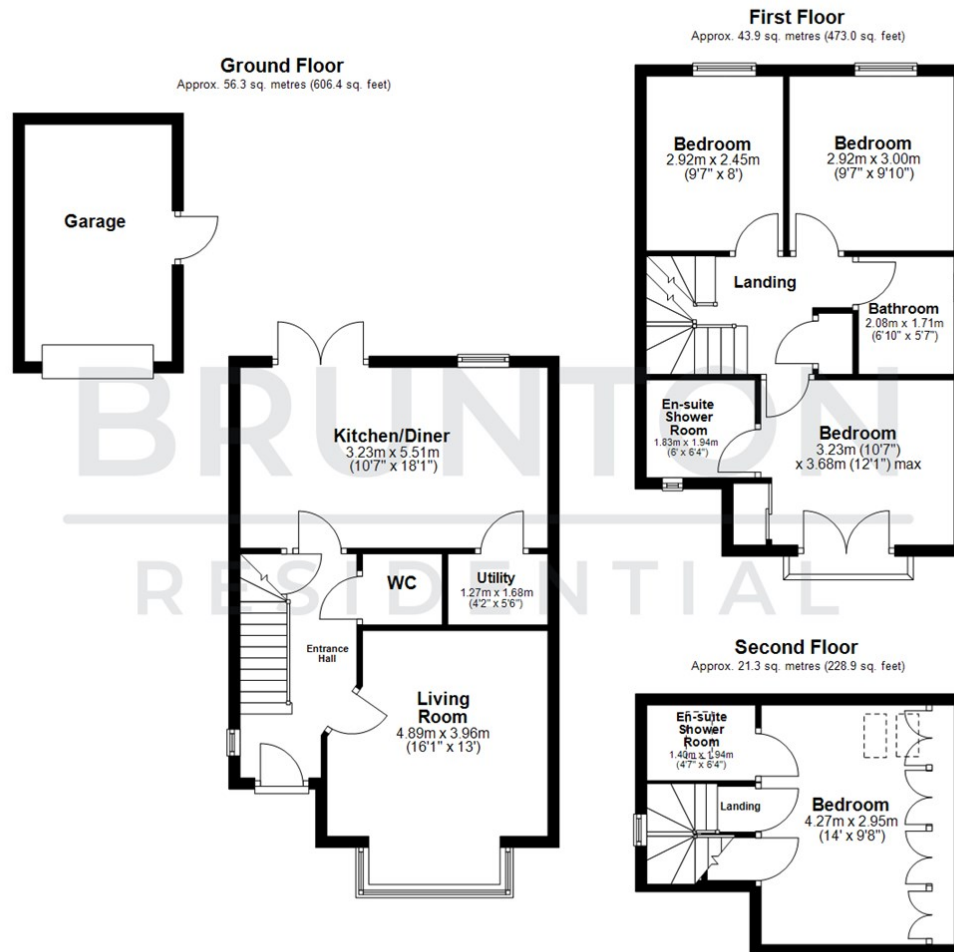 Ground Floor
Approx. 56.3 sq. metres (606.4 sq. feet)
Garage
Kitchen/Diner
3.23m x 5.51m
(10'7" x 18'1")
WC
Utility
1.27m x 1.68m
(4'2" x 5'6")
Entrance
Hall
Living
Room
4.89m x 3.96m
(16'1" x 13')
First Floor
Approx. 43.9 sq. metres (473.0 sq. feet)
Bedroom
2.92m x 2.45m
(9'7" x 8')
Bedroom
2.92m x 3.00m
(9'7" x 9'10")
Landing
Bathroom
2.08m x 1.71m
(6'10" x 5'7")
En-suite
Shower
Room
1.83m x 1.94m
(6' x 6'4")
Bedroom
3.23m (10'7")
x 3.68m (12'1") max
Second Floor
Approx. 21.3 sq. metres (228.9 sq. feet)
En-suite
Shower
Room
1.40m x 1.94m
(4'7" x 6'4")
Landing
Bedroom
4.27m x 2.95m
(14' x 9'8")
BRUNTON
RESIDENTIAL